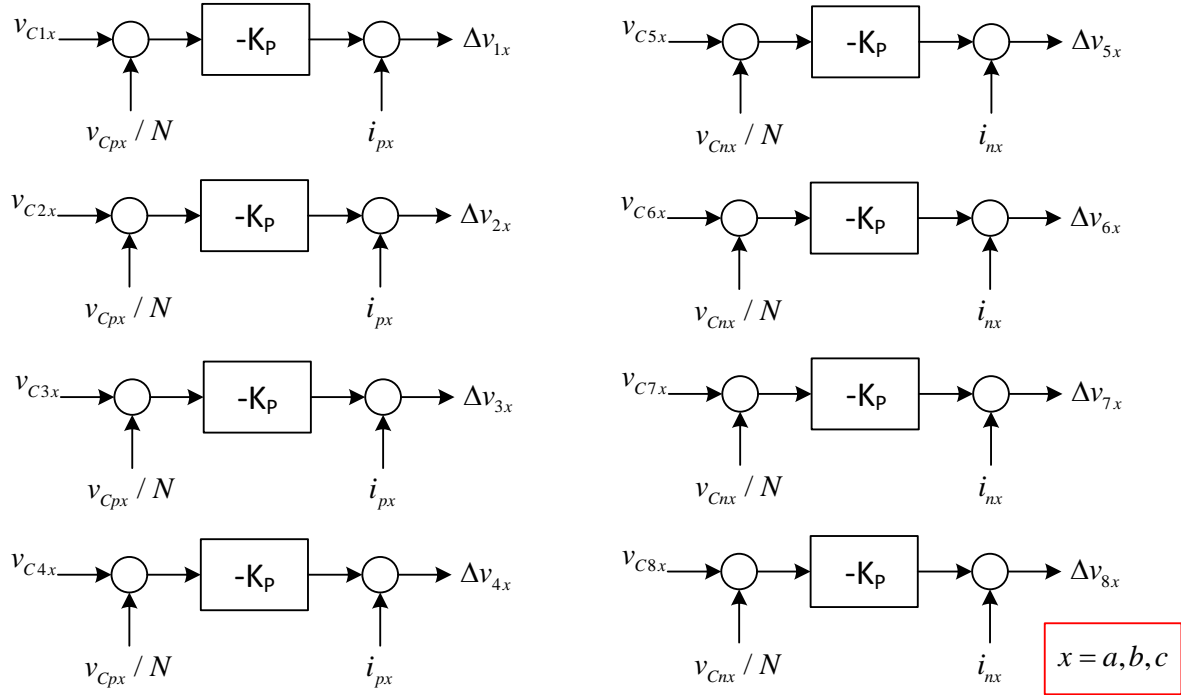 v_{C1x} -K_P Δv_{1x}
v_{Cpx} / N i_{px}
v_{C2x} -K_P Δv_{2x}
v_{Cpx} / N i_{px}
v_{C3x} -K_P Δv_{3x}
v_{Cpx} / N i_{px}
v_{C4x} -K_P Δv_{4x}
v_{Cpx} / N i_{px}
v_{C5x} -K_P Δv_{5x}
v_{Cnx} / N i_{nx}
v_{C6x} -K_P Δv_{6x}
v_{Cnx} / N i_{nx}
v_{C7x} -K_P Δv_{7x}
v_{Cnx} / N i_{nx}
v_{C8x} -K_P Δv_{8x}
v_{Cnx} / N i_{nx}
x = a,b,c